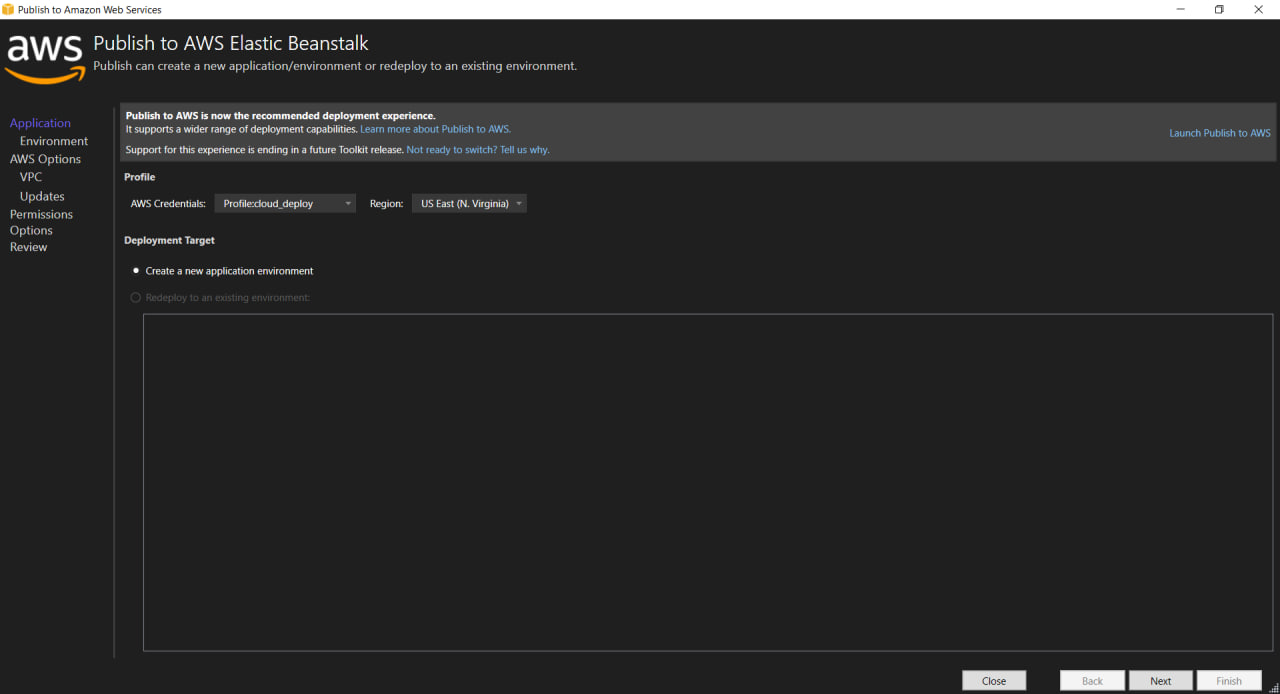 Publish to Amazon Web Services
aws
Publish to AWS Elastic Beanstalk
Publish can create a new application/environment or redeploy to an existing environment.
Application
Environment
AWS Options
VPC
Updates
Permissions
Options
Review
Publish to AWS is now the recommended deployment experience.
It supports a wider range of deployment capabilities. Learn more about Publish to AWS.
Support for this experience is ending in a future Toolkit release. Not ready to switch? Tell us why.
Launch Publish to AWS
Profile
AWS Credentials: Profile:cloud_deploy Region: US East (N. Virginia)
Deployment Target
Create a new application environment
Redeploy to an existing environment:
Close Back Next Finish